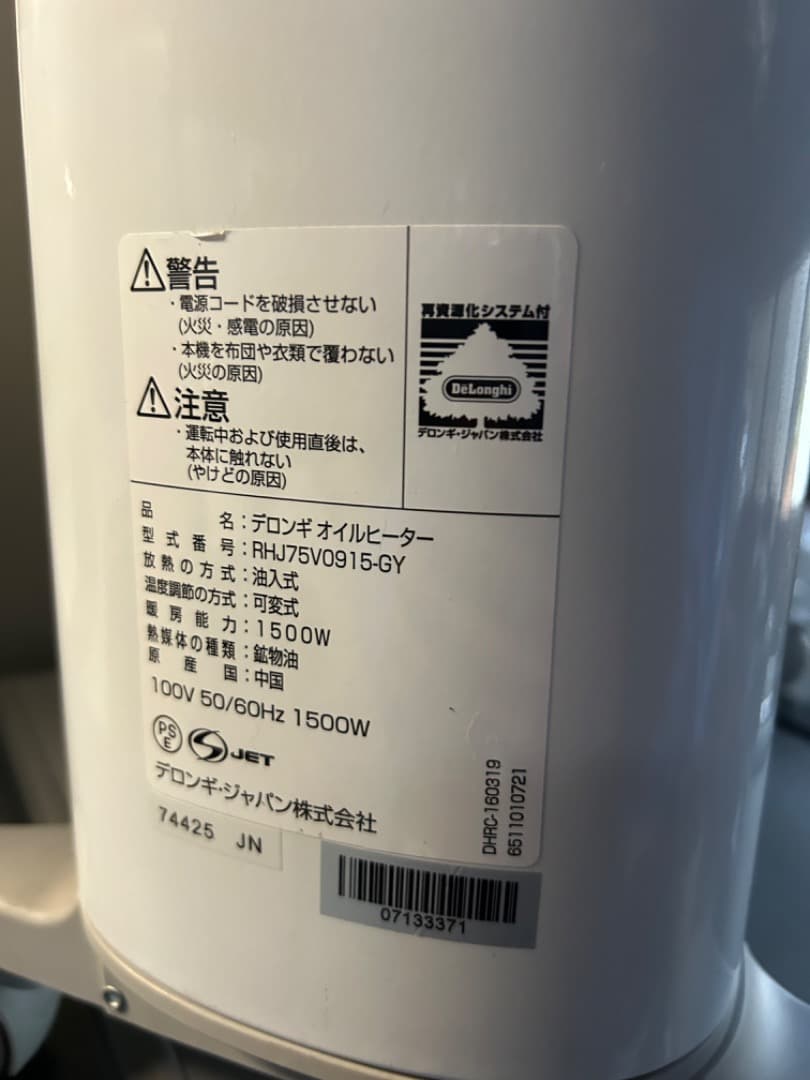 警告
・電源コードを破損させない
(火災・感電の原因)
・本機を布団や衣類で覆わない
(火災の原因)
注意
・運転中および使用直後は、
本体に触れない
(やけどの原因)
再資源化システム付
DeLonghi
デロンギ・ジャパン株式会社
品名：デロンギ オイルヒーター
型式番号：RHJ75V0915-GY
放熱の方式：油入式
温度調節の方式：可変式
暖房能力：1500W
熱媒体の種類：鉱物油
原産国：中国
100V 50/60Hz 1500W
PS
E
S JET
デロンギ・ジャパン株式会社
DHRC-160319
6511010721
74425 JN
07133371